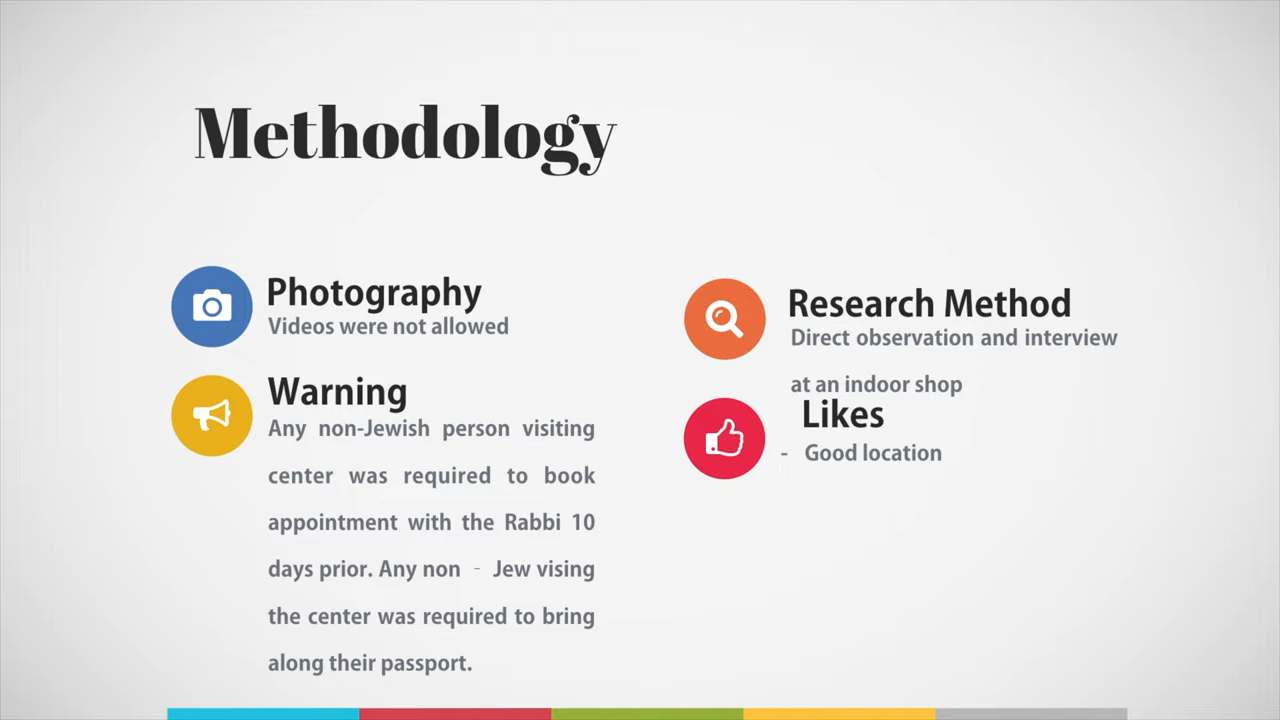 Methodology
Photography
Videos were not allowed
Warning
Any non-Jewish person visiting
center was required to book
appointment with the Rabbi 10
days prior. Any non - Jew vising
the center was required to bring
along their passport.
Research Method
Direct observation and interview
at an indoor shop
Likes
- Good location